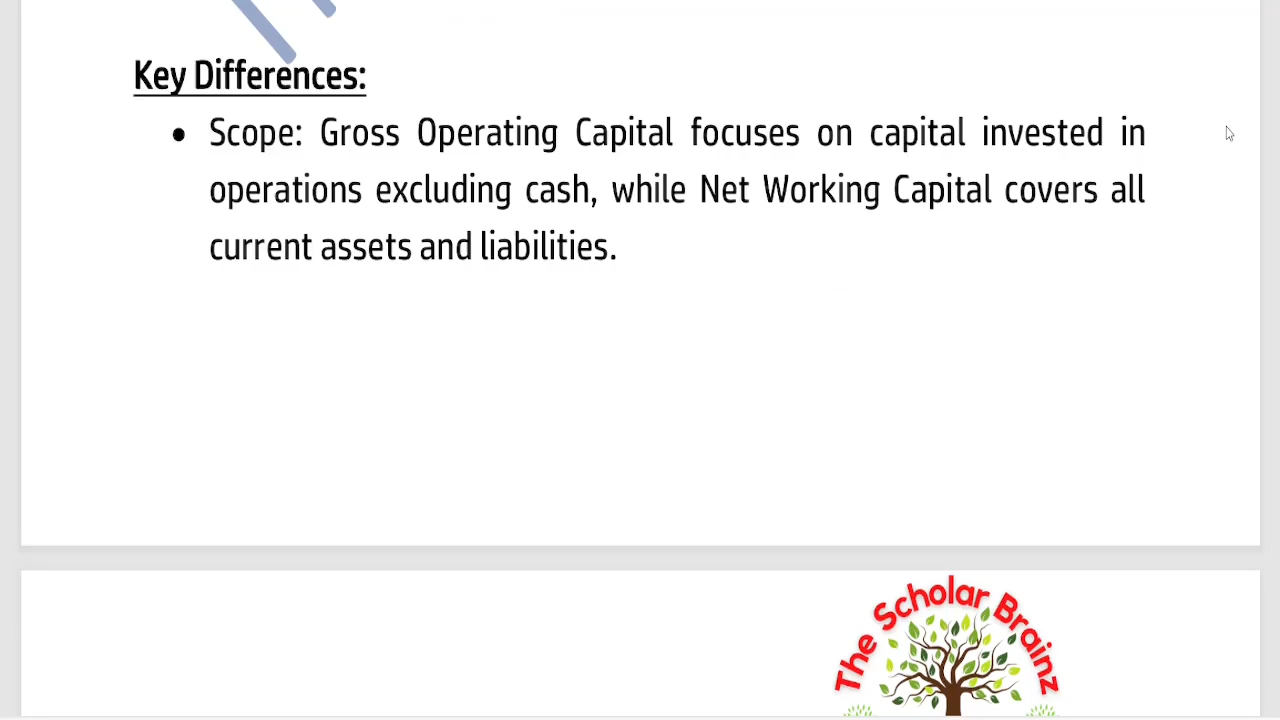 Key Differences:
• Scope: Gross Operating Capital focuses on capital invested in
operations excluding cash, while Net Working Capital covers all
current assets and liabilities.
The Scholar Brainz